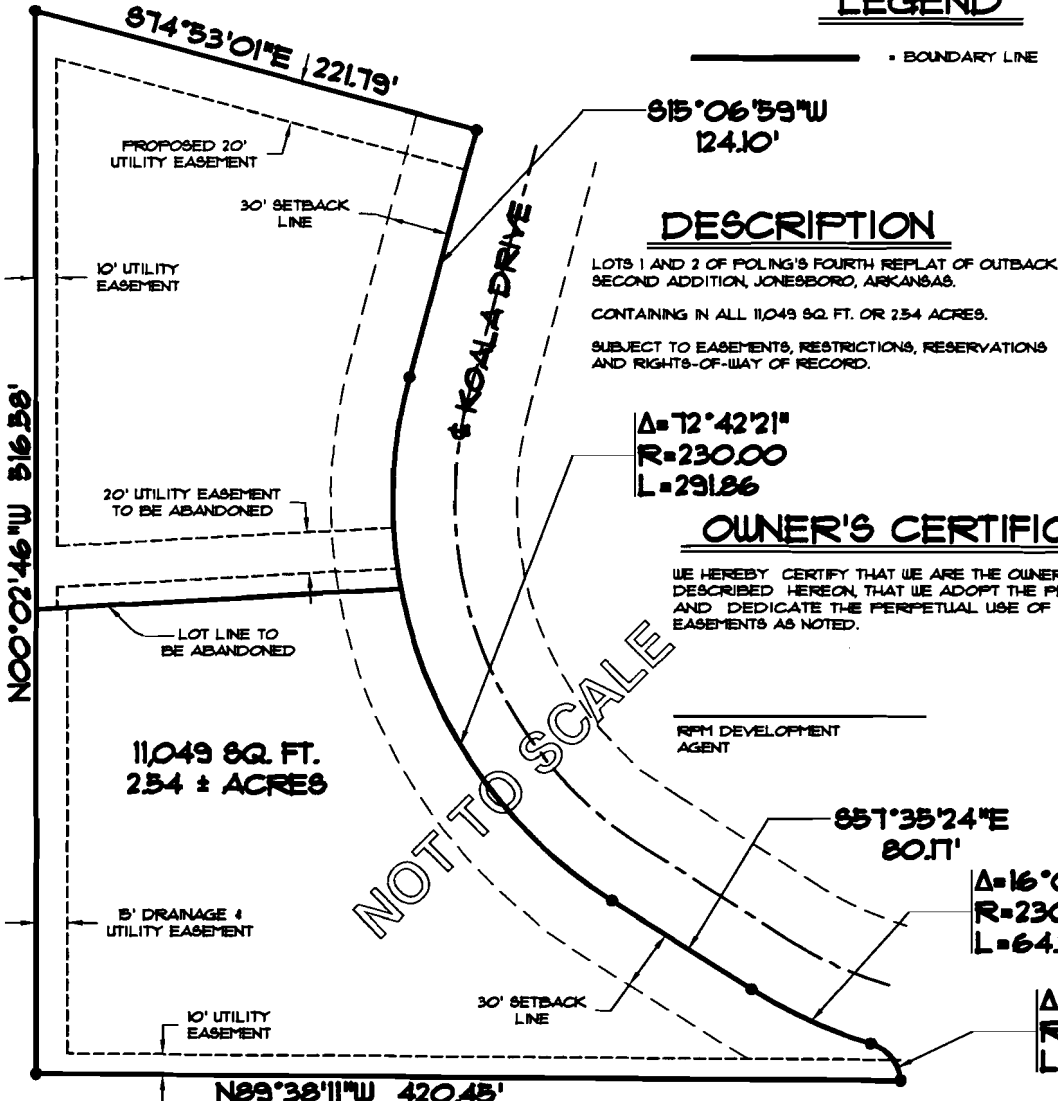 LEGEND
= BOUNDARY LINE
S74°53'01"E 221.79'
S15°06'59"W
124.10'
PROPOSED 20'
UTILITY EASEMENT
30' SETBACK
LINE
10' UTILITY
EASEMENT
℄ KOALA DRIVE
DESCRIPTION
LOTS 1 AND 2 OF POLING'S FOURTH REPLAT OF OUTBACK
SECOND ADDITION, JONESBORO, ARKANSAS.
CONTAINING IN ALL 11,049 SQ. FT. OR 2.54 ACRES.
SUBJECT TO EASEMENTS, RESTRICTIONS, RESERVATIONS
AND RIGHTS-OF-WAY OF RECORD.
N00°02'46"W 516.58'
Δ=72°42'21"
R=230.00
L=291.86
20' UTILITY EASEMENT
TO BE ABANDONED
OWNER'S CERTIFIC
WE HEREBY CERTIFY THAT WE ARE THE OWNER
DESCRIBED HEREON, THAT WE ADOPT THE P
AND DEDICATE THE PERPETUAL USE OF
EASEMENTS AS NOTED.
LOT LINE TO
BE ABANDONED
RPM DEVELOPMENT
AGENT
11,049 SQ. FT.
2.54 ± ACRES
NOT TO SCALE
S57°35'24"E
80.17'
Δ=16°
R=230
L=64.
15' DRAINAGE &
UTILITY EASEMENT
30' SETBACK
LINE
10' UTILITY
EASEMENT
Δ
R
L
N89°38'11"W 420.45'